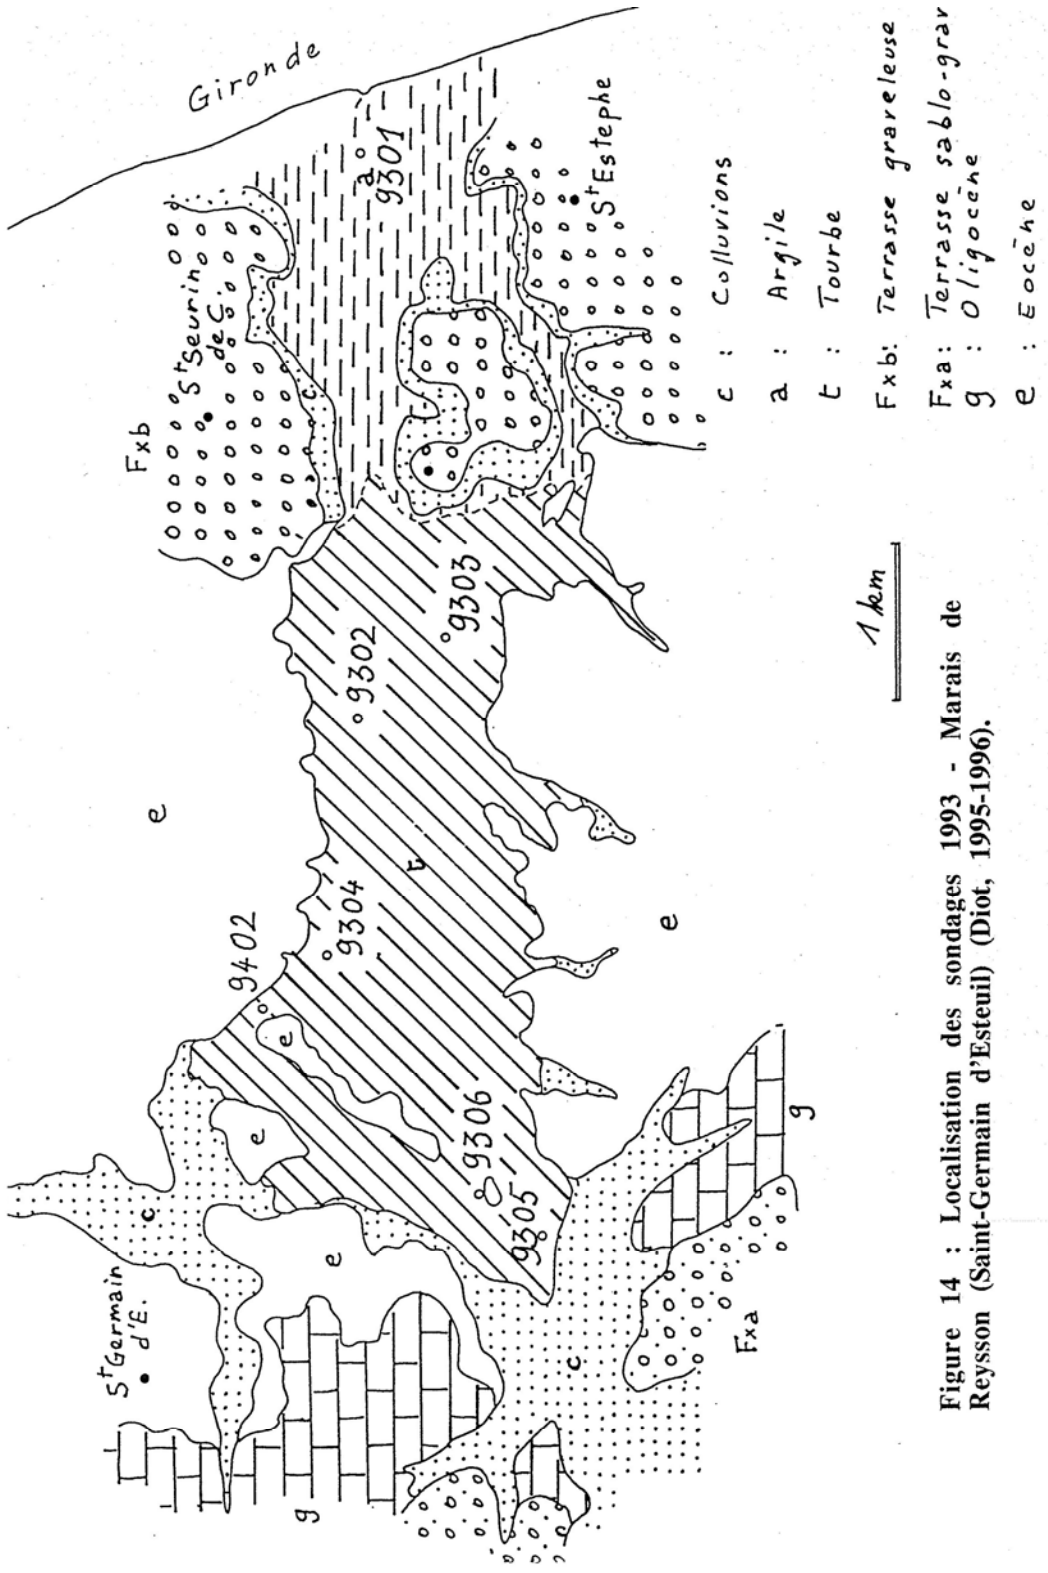 Gironde
Fxb
St Seurin
de C.
a
9301
St Estephe
c
9303
9302
e
t
9304
9402
e
e
e
9306
9305
c
St Germain
d'E.
e
g
g
c
Fxa
1 km
c : Colluvions
a : Argile
t : Tourbe
Fxb: Terrasse graveleuse
Fxa: Terrasse sablo-grav
g : Oligocène
e : Eocène
Figure 14 : Localisation des sondages 1993 - Marais de
Reysson (Saint-Germain d'Esteuil) (Diot, 1995-1996).